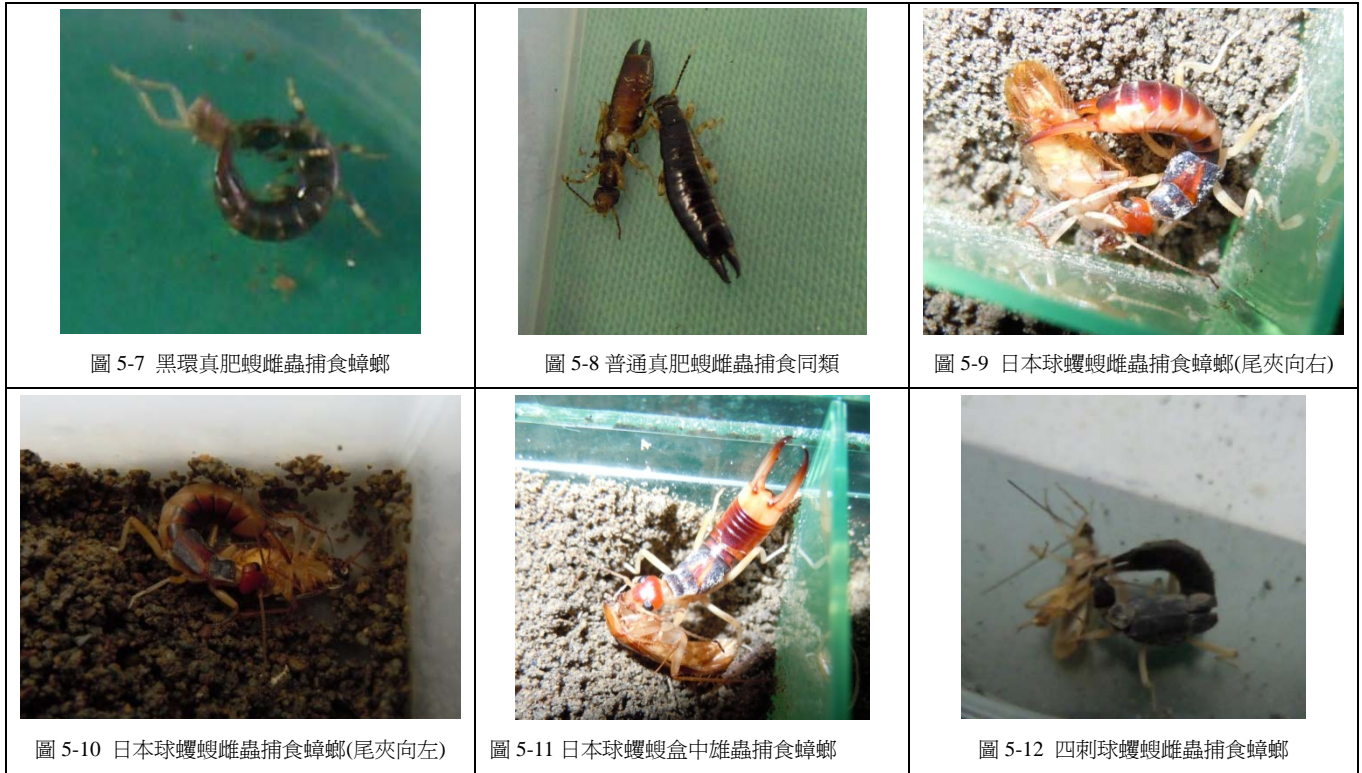 圖 5-7 黑環真肥螋雌蟲捕食蟑螂
圖 5-8 普通真肥螋雌蟲捕食同類
圖 5-9 日本球蠼螋雌蟲捕食蟑螂(尾夾向右)
圖 5-10 日本球蠼螋雌蟲捕食蟑螂(尾夾向左)
圖 5-11 日本球蠼螋盒中雄蟲捕食蟑螂
圖 5-12 四刺球蠼螋雌蟲捕食蟑螂